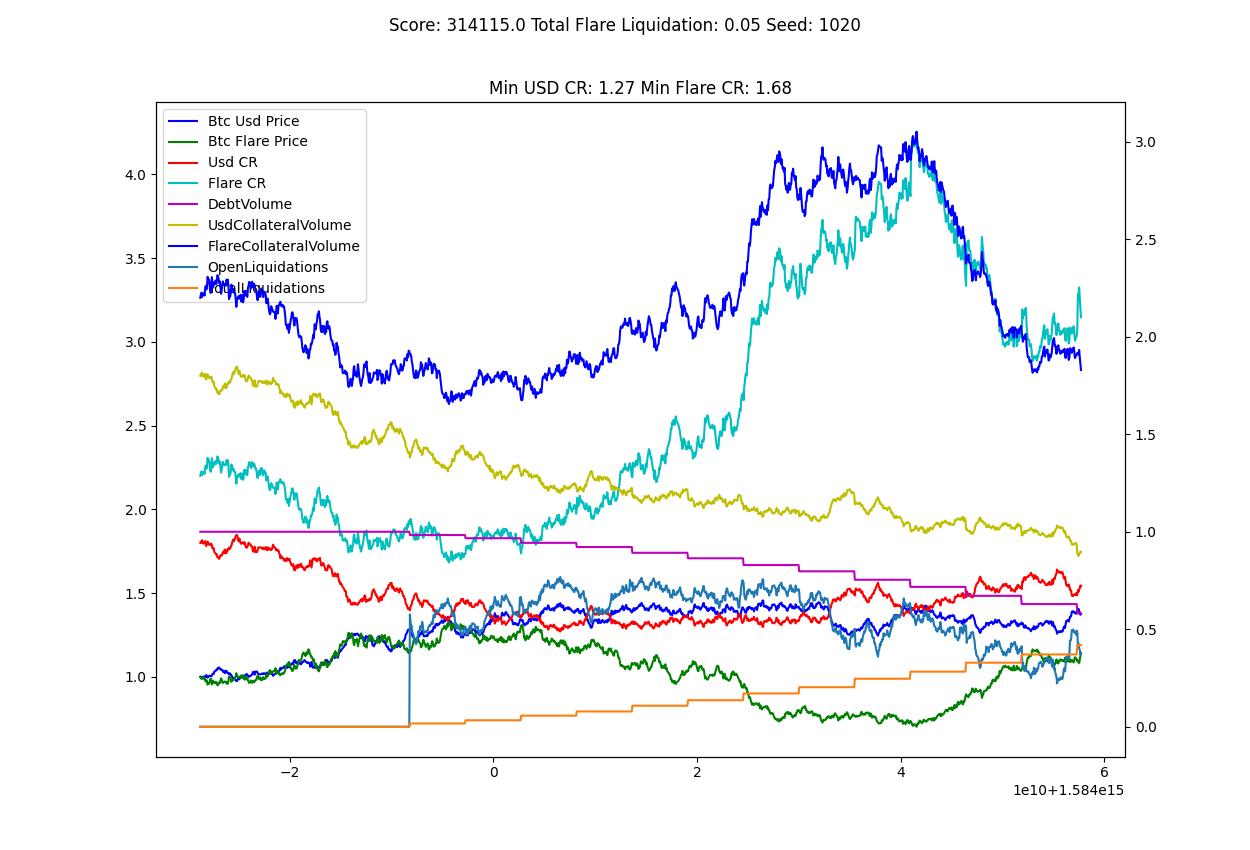 Score: 314115.0 Total Flare Liquidation: 0.05 Seed: 1020
Min USD CR: 1.27 Min Flare CR: 1.68
Btc Usd Price
Btc Flare Price
Usd CR
Flare CR
DebtVolume
UsdCollateralVolume
FlareCollateralVolume
OpenLiquidations
TotalLiquidations
4.0
3.5
3.0
2.5
2.0
1.5
1.0
3.0
2.5
2.0
1.5
1.0
0.5
0.0
−2
0
2
4
6
1e10+1.584e15